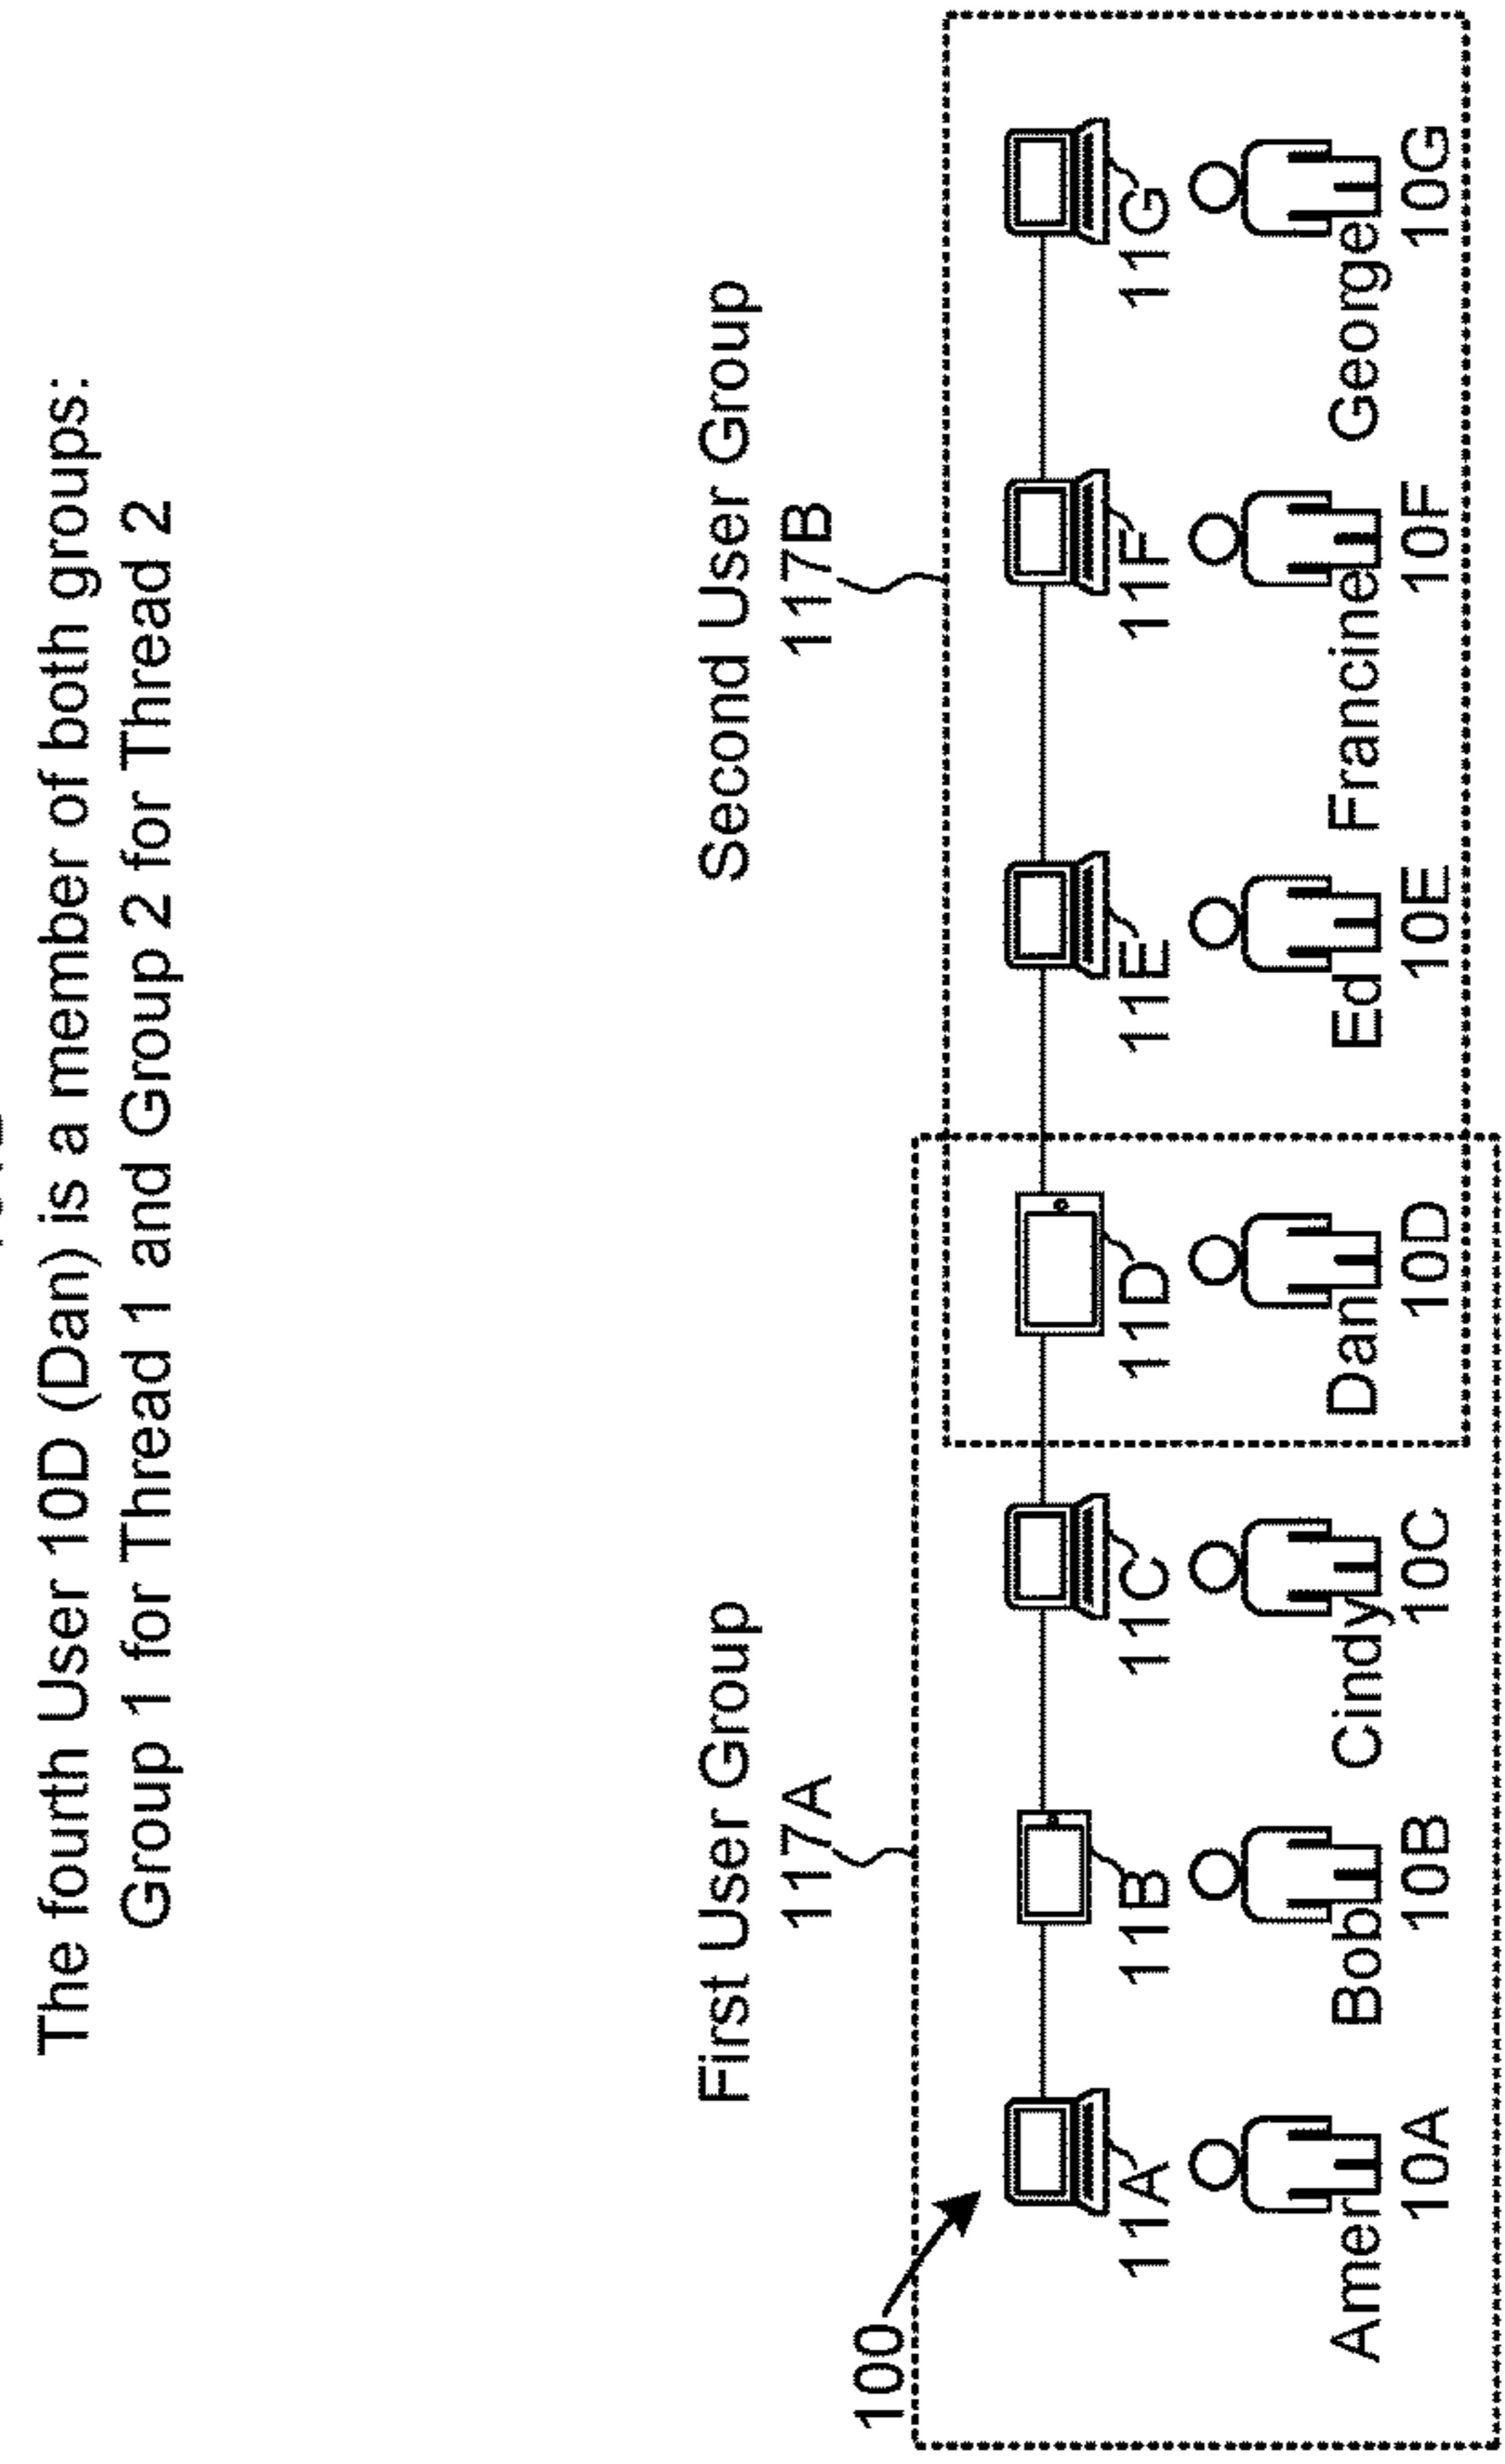 The fourth User 10D (Dan) is a member of both groups:
Group 1 for Thread 1 and Group 2 for Thread 2
First User Group
117A
Second User Group
117B
100
11A
11B
11C
11D
11E
11F
11G
Amer
Bob
Cindy
Dan
Ed
Francine
George
10A
10B
10C
10D
10E
10F
10G